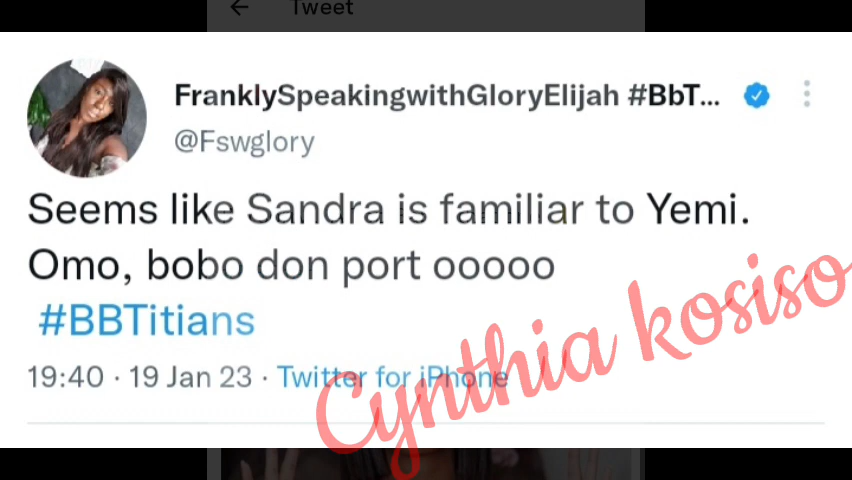 Tweet
FranklySpeakingwithGloryElijah #BbT...
@Fswglory
Seems like Sandra is familiar to Yemi.
Omo, bobo don port ooooo
#BBTitians
19:40 · 19 Jan 23 · Twitter for iPhone
Cynthia kosiso